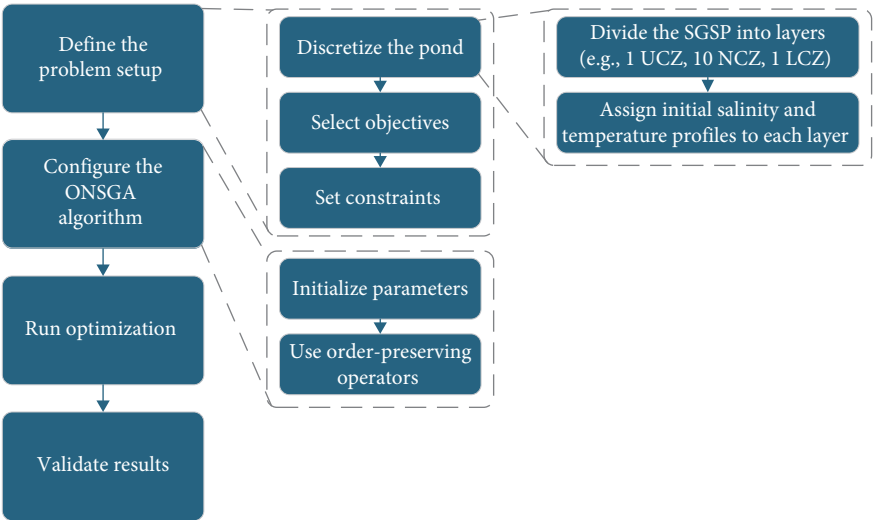 Define the
problem setup
Configure the
ONSGA
algorithm
Run optimization
Validate results
Discretize the pond
Select objectives
Set constraints
Initialize parameters
Use order-preserving
operators
Divide the SGSP into layers
(e.g., 1 UCZ, 10 NCZ, 1 LCZ)
Assign initial salinity and
temperature profiles to each layer